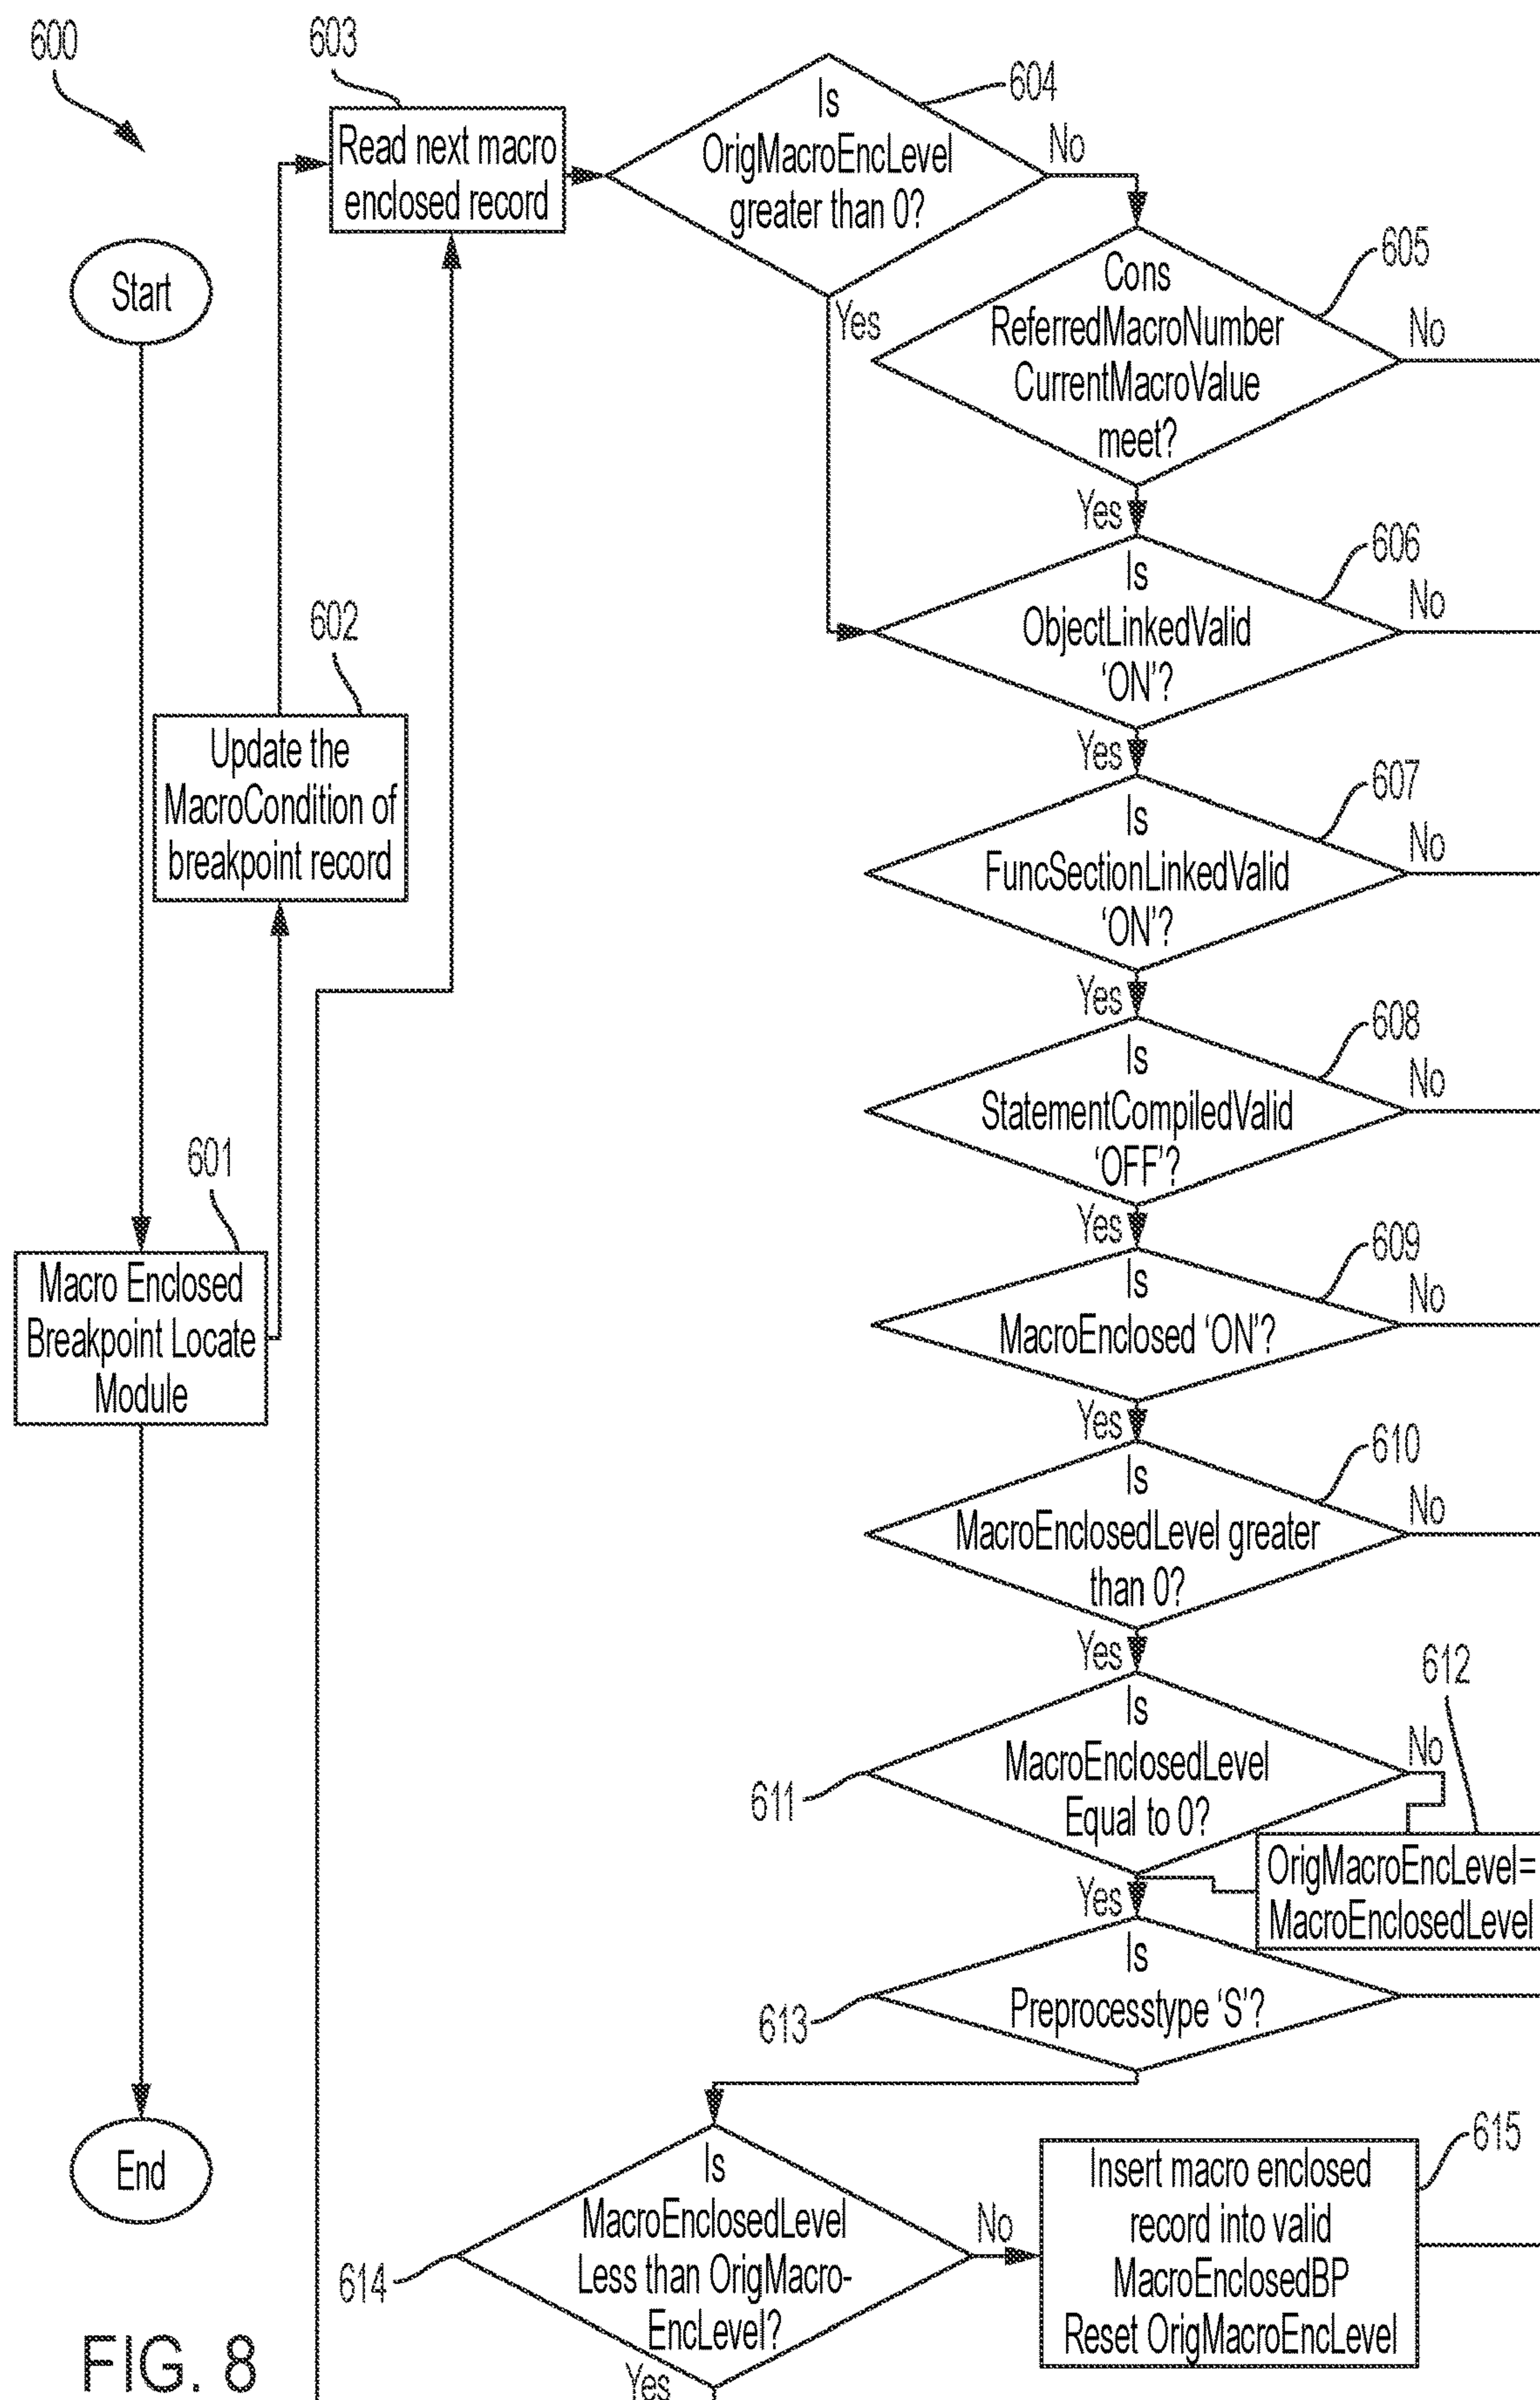 600
603
Read next macro
enclosed record
604
Is
OrigMacroEncLevel
greater than 0?
No
Yes
Start
605
Cons
ReferredMacroNumber
CurrentMacroValue
meet?
No
Yes
606
Is
ObjectLinkedValid
‘ON’?
No
Yes
602
Update the
MacroCondition of
breakpoint record
607
Is
FuncSectionLinkedValid
‘ON’?
No
Yes
608
Is
StatementCompiledValid
‘OFF’?
No
Yes
601
Macro Enclosed
Breakpoint Locate
Module
609
Is
MacroEnclosed ‘ON’?
No
Yes
610
Is
MacroEnclosedLevel greater
than 0?
No
Yes
611
Is
MacroEnclosedLevel
Equal to 0?
No
Yes
612
OrigMacroEncLevel=
MacroEnclosedLevel
613
Is
Preprocesstype ‘S’?
End
614
Is
MacroEnclosedLevel
Less than OrigMacro-
EncLevel?
No
Yes
615
Insert macro enclosed
record into valid
MacroEnclosedBP
Reset OrigMacroEncLevel
FIG. 8